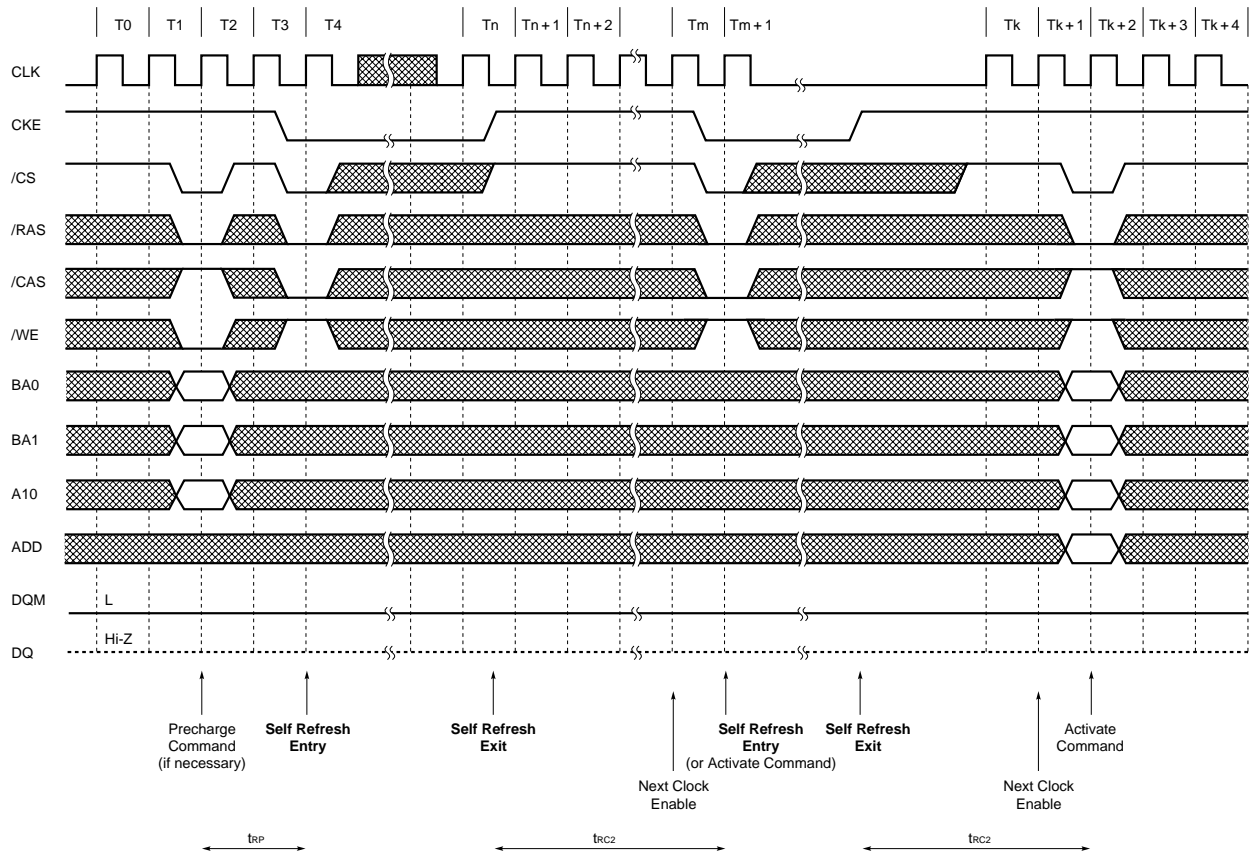 T0 T1 T2 T3 T4 Tn Tn + 1 Tn + 2 Tm Tm + 1 Tk Tk + 1 Tk + 2 Tk + 3 Tk + 4
CLK
CKE
/CS
/RAS
/CAS
/WE
BA0
BA1
A10
ADD
DQM L
Hi-Z
DQ
Precharge
Command
(if necessary)
Self Refresh
Entry
Self Refresh
Exit
Next Clock
Enable
Self Refresh
Entry
(or Activate Command)
Self Refresh
Exit
Next Clock
Enable
Activate
Command
tRP tRC2 tRC2